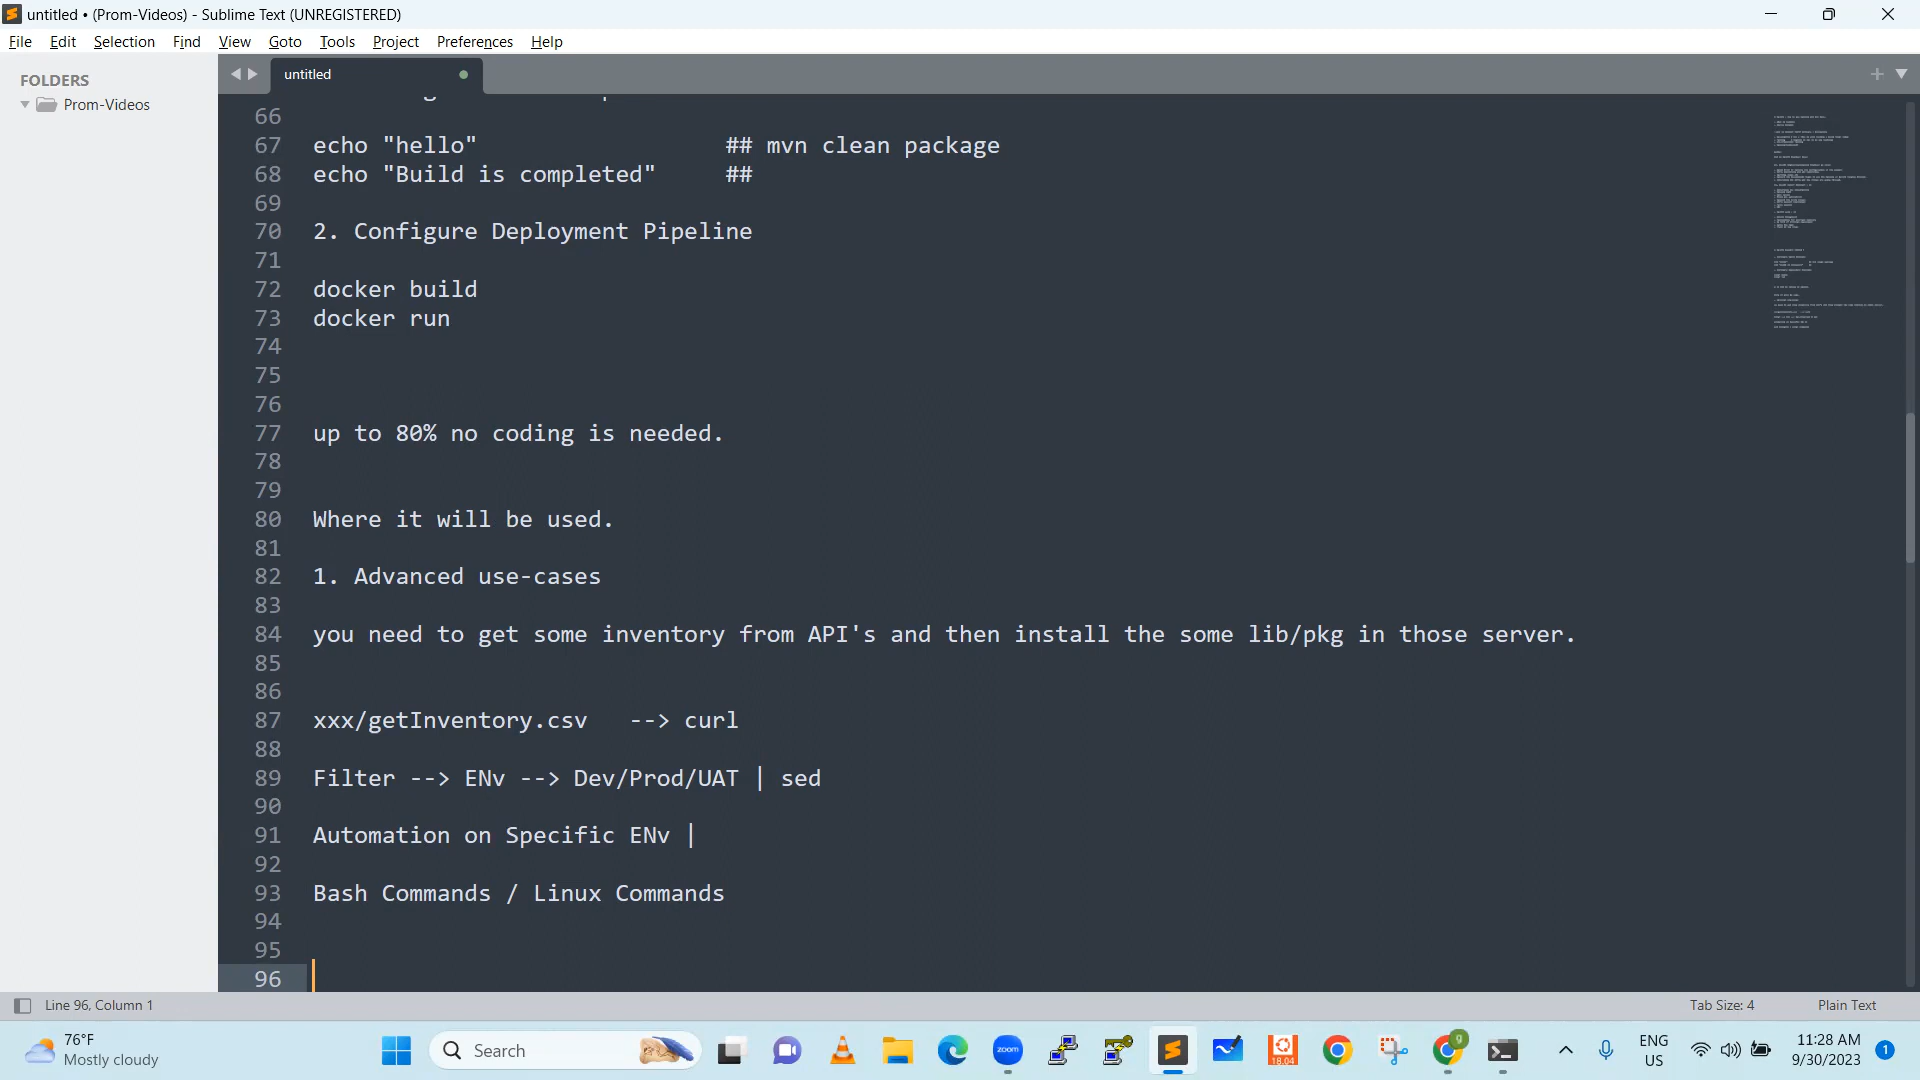 untitled • (Prom-Videos) - Sublime Text (UNREGISTERED)
File Edit Selection Find View Goto Tools Project Preferences Help
FOLDERS
Prom-Videos
untitled
66
67 echo "hello" ## mvn clean package
68 echo "Build is completed" ##
69
70 2. Configure Deployment Pipeline
71
72 docker build
73 docker run
74
75
76
77 up to 80% no coding is needed.
78
79
80 Where it will be used.
81
82 1. Advanced use-cases
83
84 you need to get some inventory from API's and then install the some lib/pkg in those server.
85
86
87 xxx/getInventory.csv --> curl
88
89 Filter --> ENv --> Dev/Prod/UAT | sed
90
91 Automation on Specific ENv |
92
93 Bash Commands / Linux Commands
94
95
96
Line 96, Column 1
Tab Size: 4
Plain Text
76°F
Mostly cloudy
Search
zoom
18.04
9
ENG
US
11:28 AM
9/30/2023
1